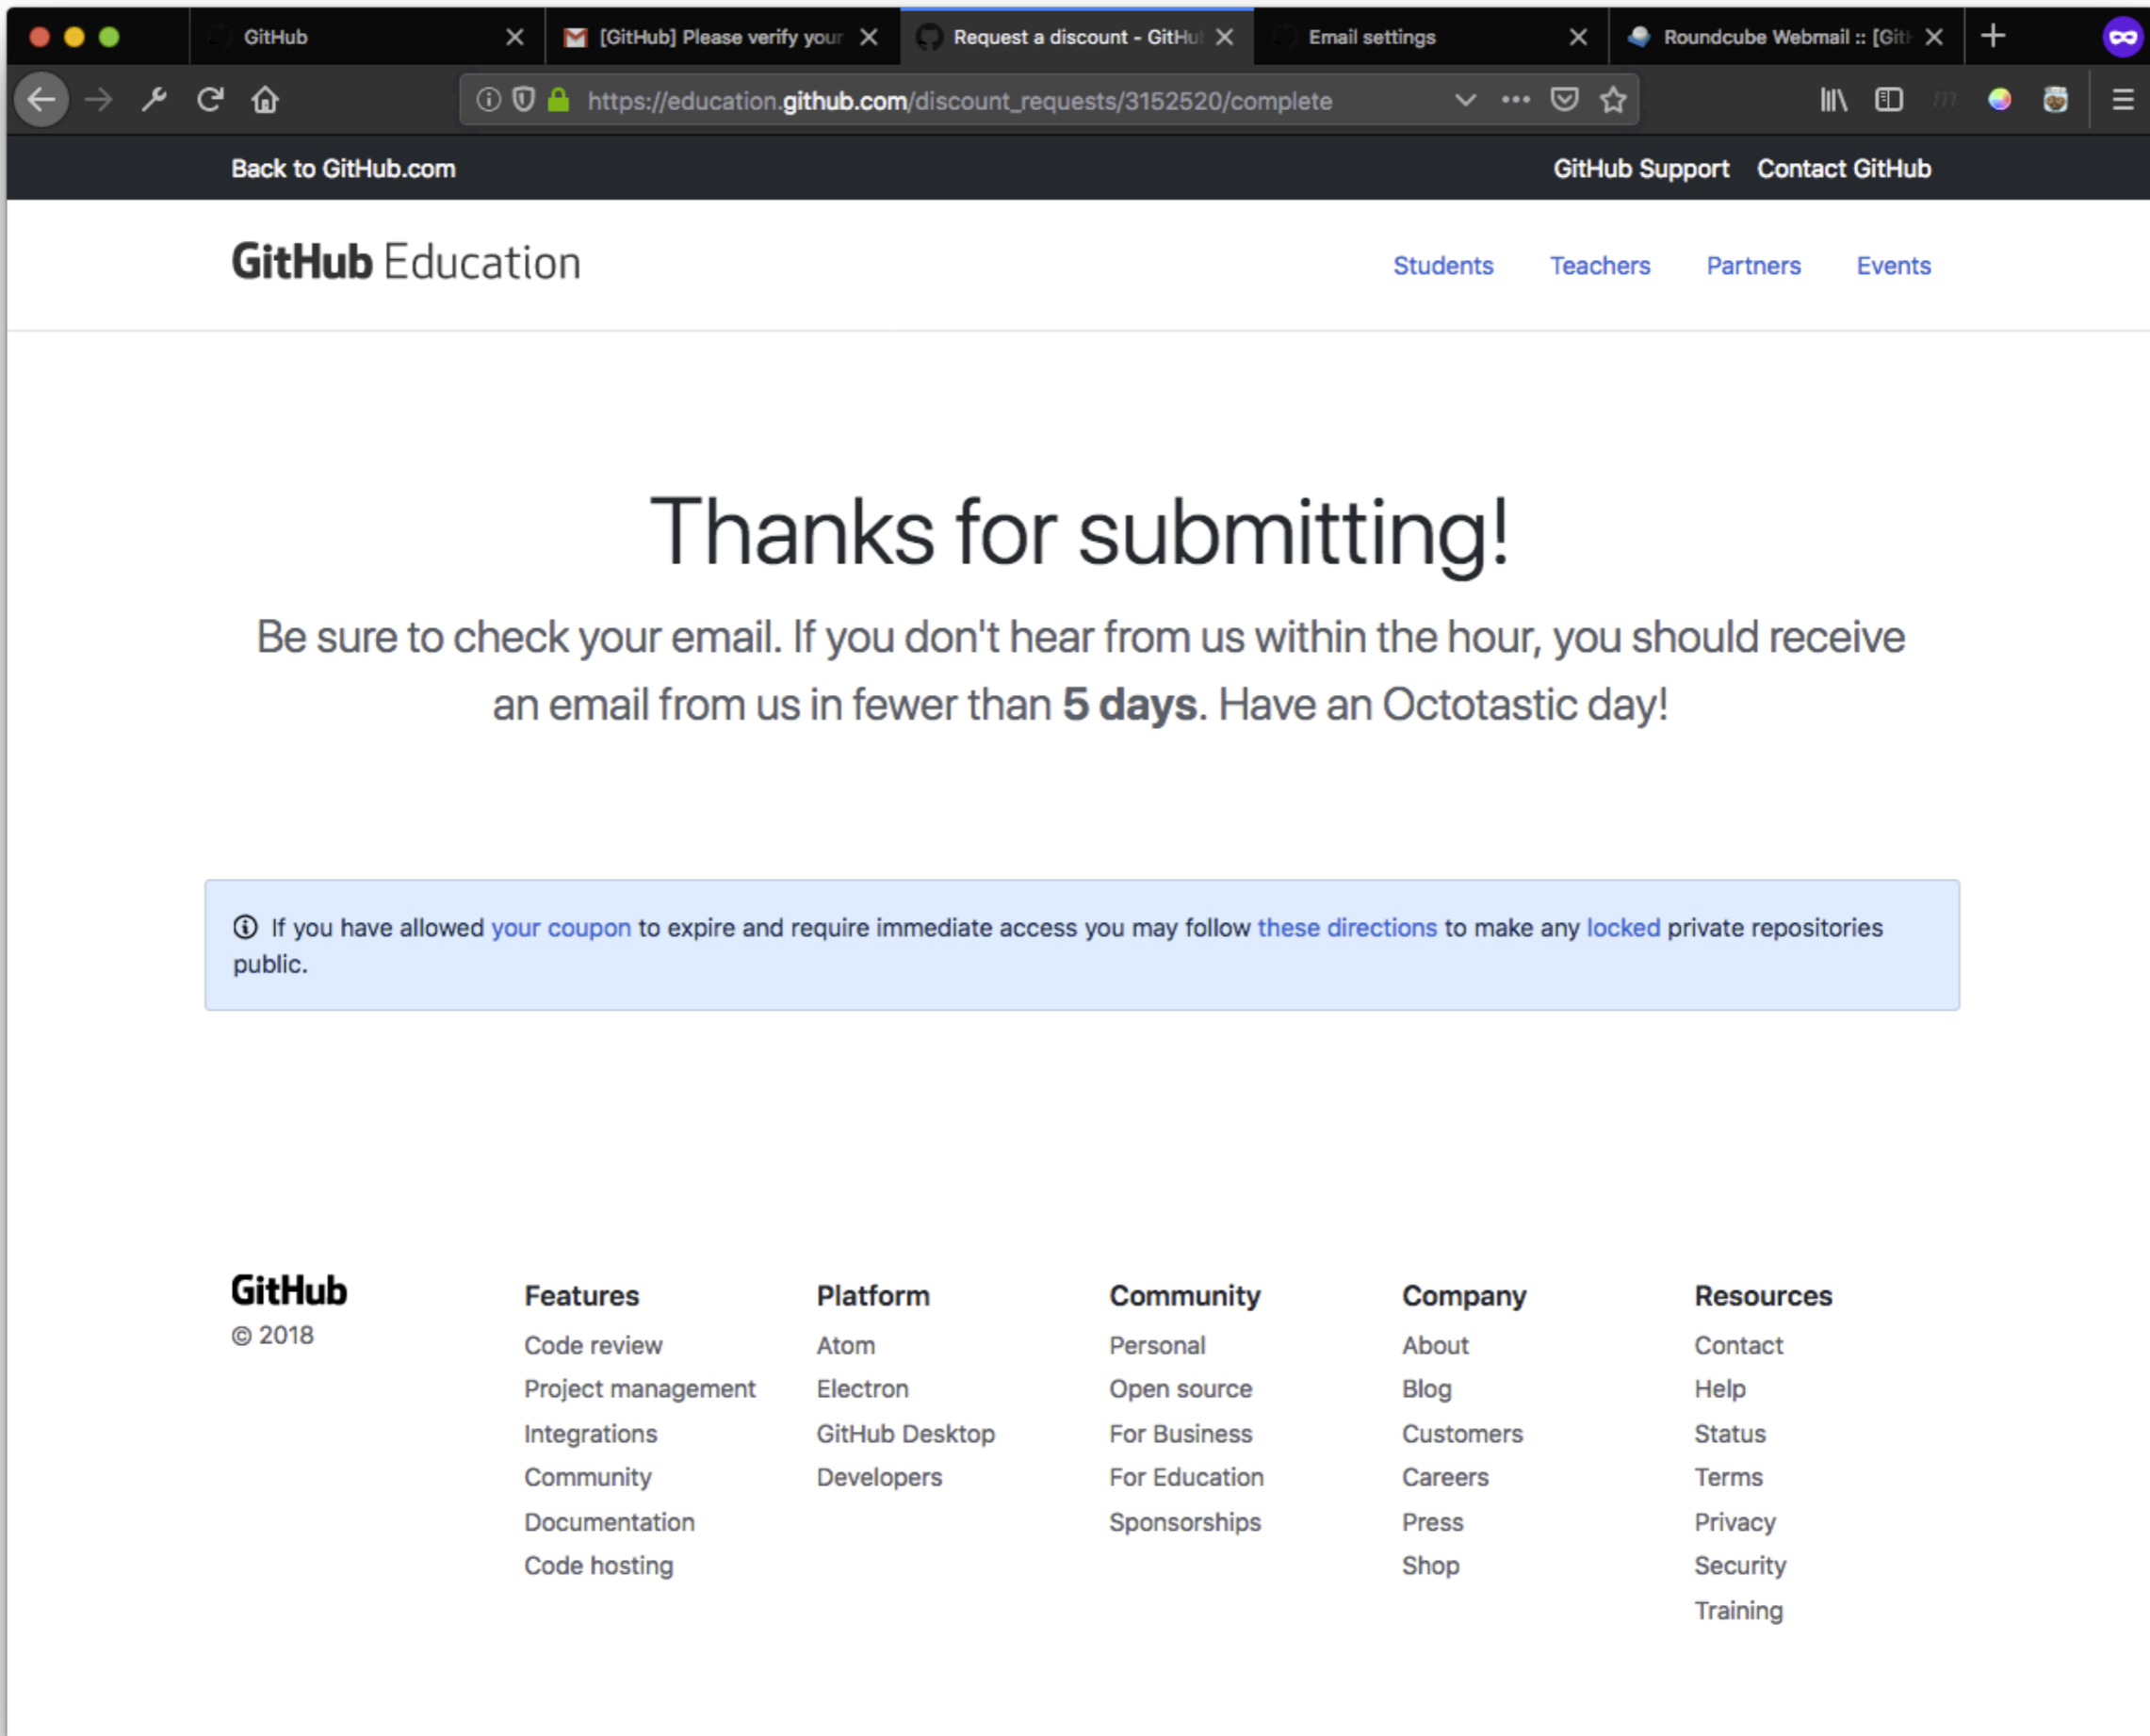 GitHub
[GitHub] Please verify your
Request a discount - GitHu
Email settings
Roundcube Webmail :: [Git
https://education.github.com/discount_requests/3152520/complete
Back to GitHub.com
GitHub Support
Contact GitHub
GitHub Education
Students
Teachers
Partners
Events
Thanks for submitting!
Be sure to check your email. If you don't hear from us within the hour, you should receive
an email from us in fewer than 5 days. Have an Octotastic day!
If you have allowed your coupon to expire and require immediate access you may follow these directions to make any locked private repositories
public.
GitHub
© 2018
Features
Code review
Project management
Integrations
Community
Documentation
Code hosting
Platform
Atom
Electron
GitHub Desktop
Developers
Community
Personal
Open source
For Business
For Education
Sponsorships
Company
About
Blog
Customers
Careers
Press
Shop
Resources
Contact
Help
Status
Terms
Privacy
Security
Training